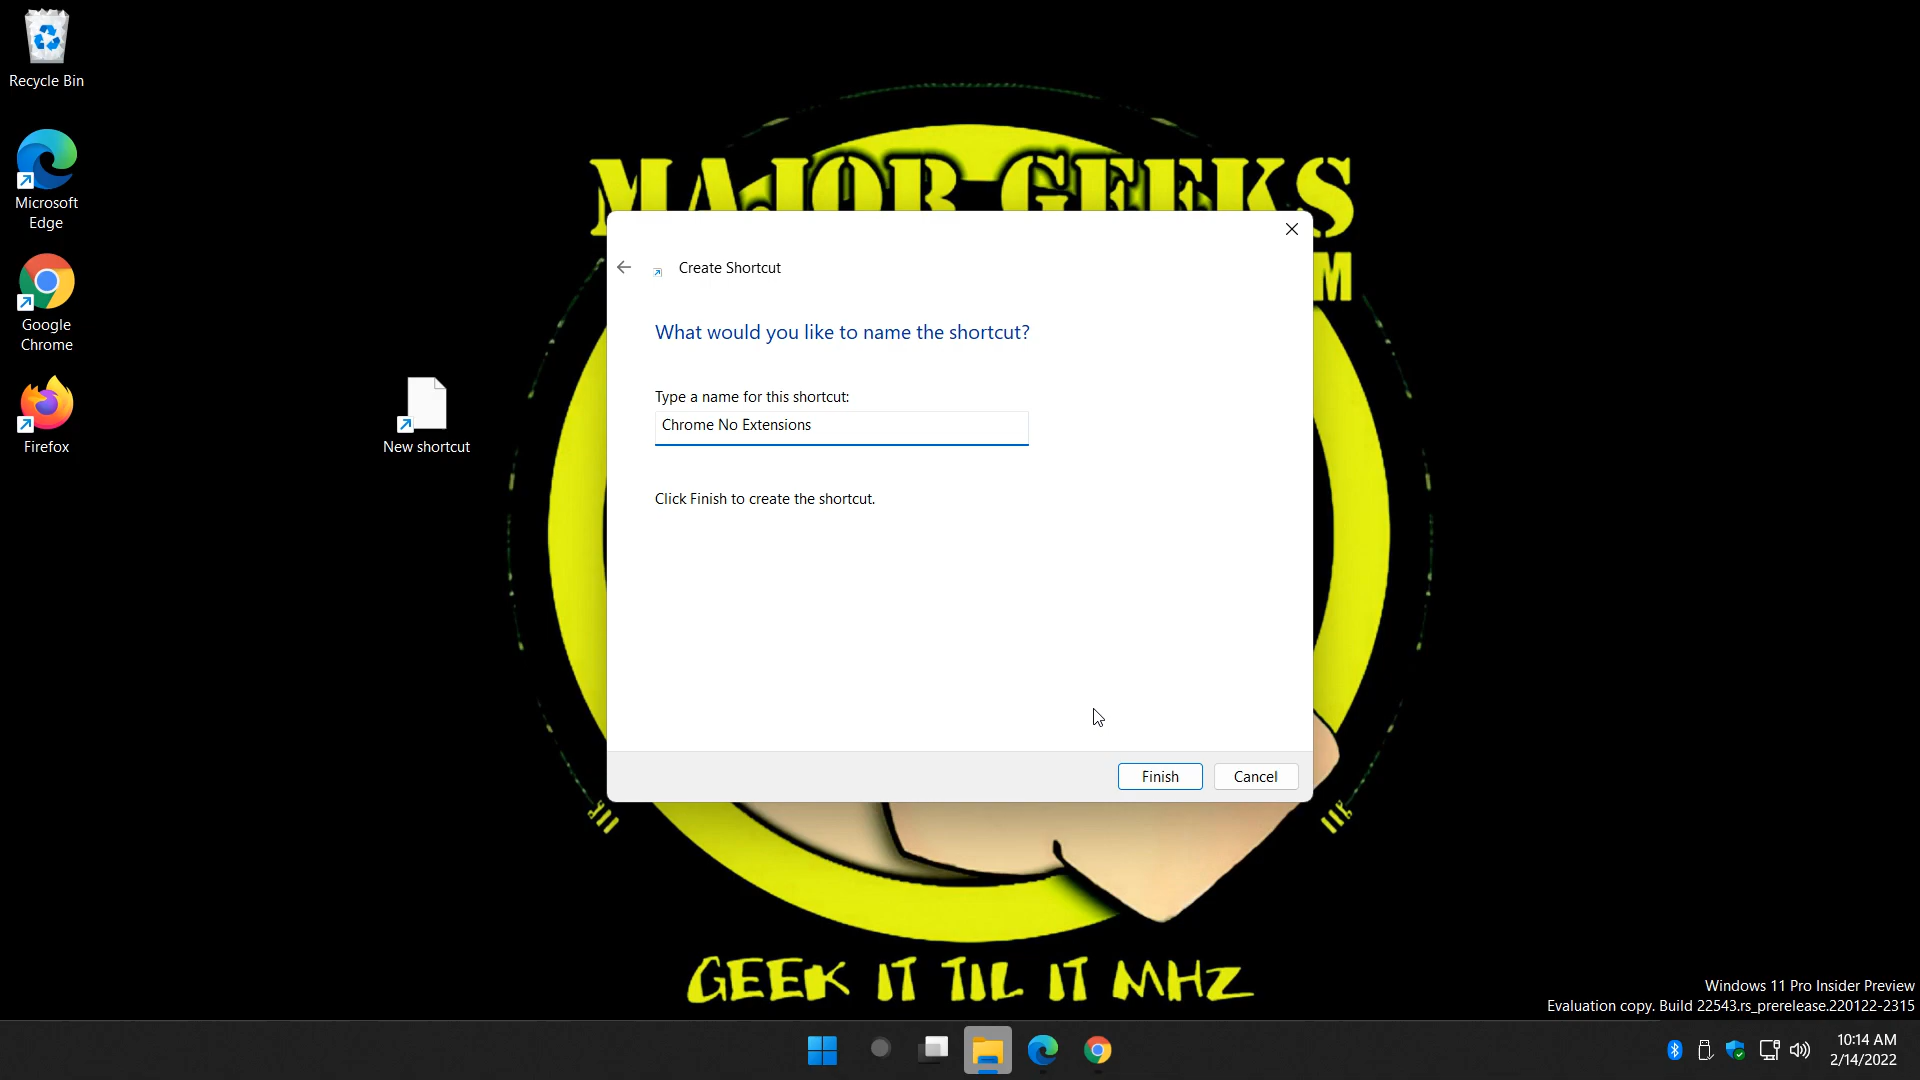 Recycle Bin
Microsoft
Edge
Google
Chrome
Firefox
New shortcut
MAJOR GEEKS
M
Create Shortcut
What would you like to name the shortcut?
Type a name for this shortcut:
Chrome No Extensions
Click Finish to create the shortcut.
Finish
Cancel
GEEK IT TIL IT MHZ
Windows 11 Pro Insider Preview
Evaluation copy. Build 22543.rs_prerelease.220122-2315
10:14 AM
2/14/2022